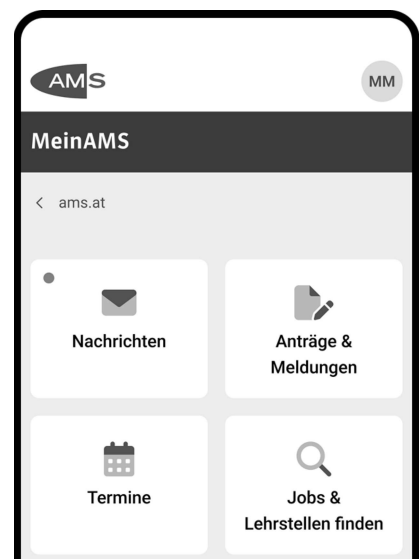 AMS
MM
MeinAMS
< ams.at
Nachrichten
Anträge &
Meldungen
Termine
Jobs &
Lehrstellen finden